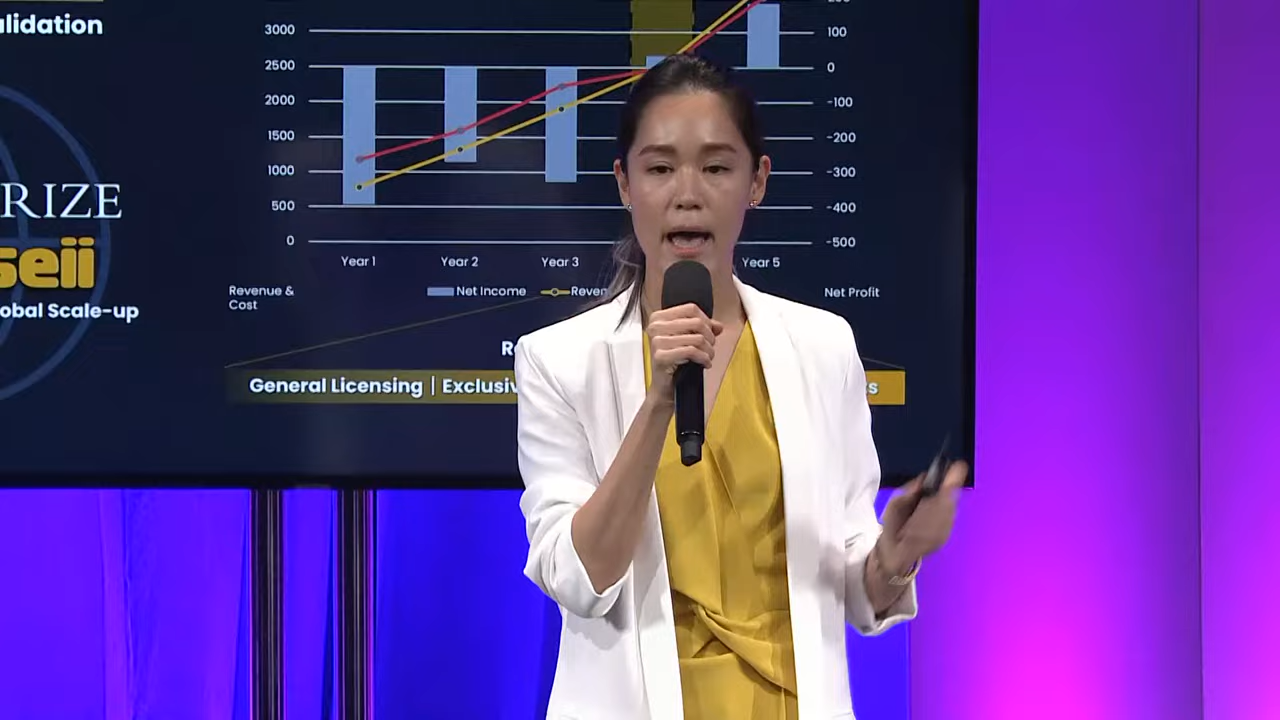 alidation
RIZE
seii
obal Scale-up
3000
2500
2000
1500
1000
500
0
100
0
-100
-200
-300
-400
-500
Year 1
Year 2
Year 3
Year 5
Revenue &
Cost
Net Income
Reven
Net Profit
General Licensing | Exclusiv
s